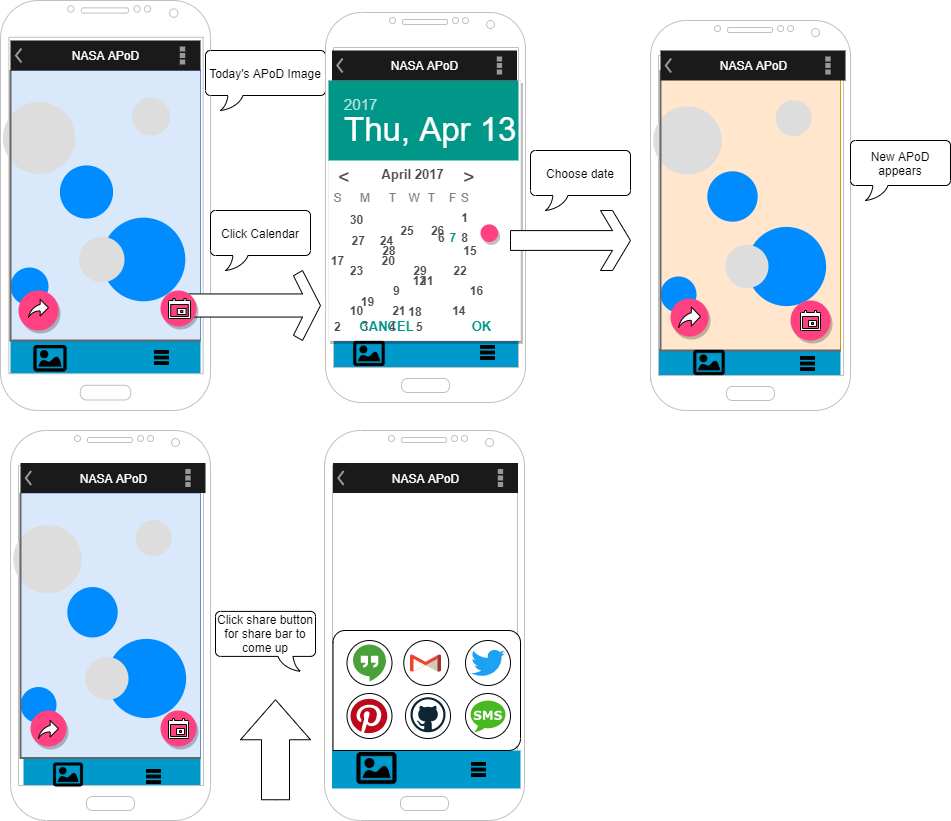 NASA APoD
Today's APoD Image
Click Calendar
NASA APoD
2017
Thu, Apr 13
< April 2017 >
S M T W T F S
30 1
25 26
27 24 6 7 8
28 15
17 20
23 29 22
12
9 16
19
10 21 18 14
2 3 4 5
CANCEL OK
Choose date
NASA APoD
New APoD
appears
NASA APoD
Click share button
for share bar to
come up
NASA APoD
SMS